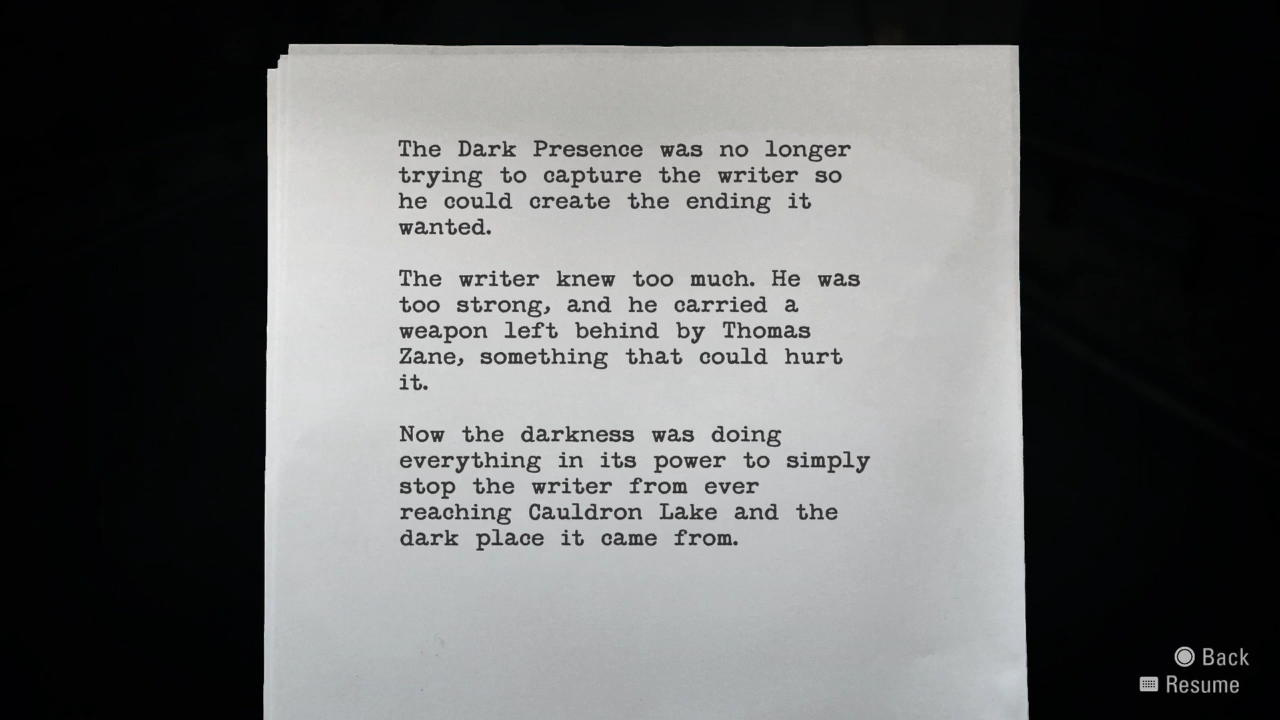 The Dark Presence was no longer
trying to capture the writer so
he could create the ending it
wanted.
The writer knew too much. He was
too strong, and he carried a
weapon left behind by Thomas
Zane, something that could hurt
it.
Now the darkness was doing
everything in its power to simply
stop the writer from ever
reaching Cauldron Lake and the
dark place it came from.
Back
Resume